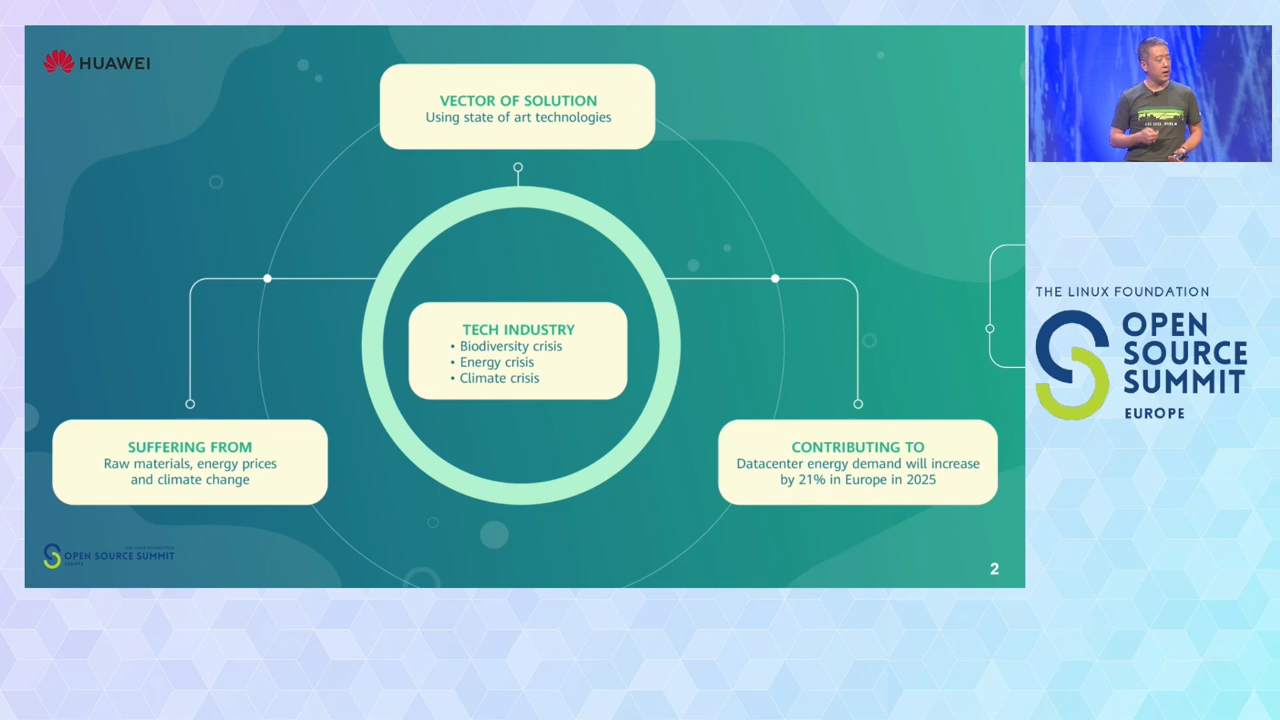 HUAWEI
VECTOR OF SOLUTION
Using state of art technologies
TECH INDUSTRY
• Biodiversity crisis
• Energy crisis
• Climate crisis
SUFFERING FROM
Raw materials, energy prices
and climate change
CONTRIBUTING TO
Datacenter energy demand will increase
by 21% in Europe in 2025
OPEN SOURCE SUMMIT
2
THE LINUX FOUNDATION
OPEN
SOURCE
SUMMIT
EUROPE